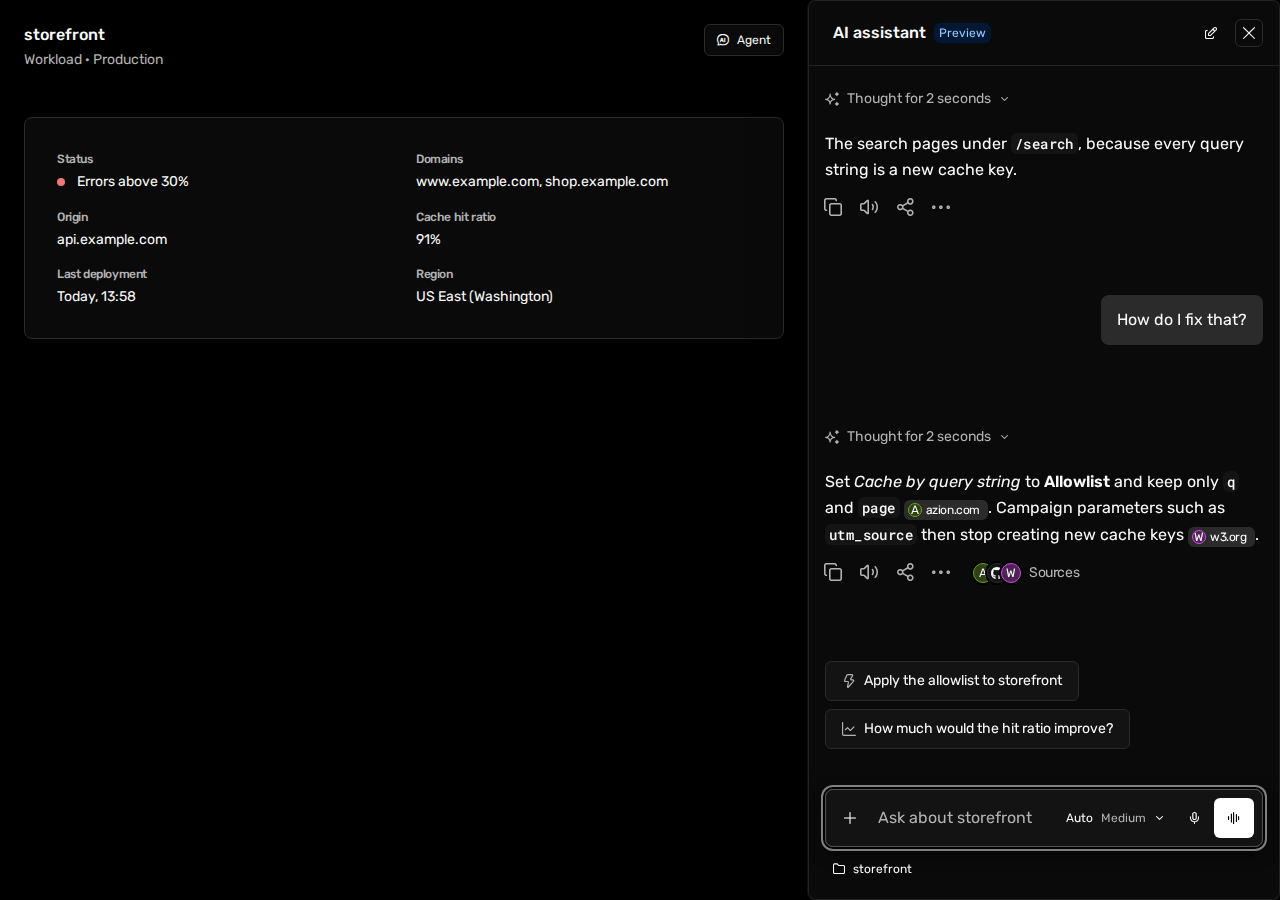 storefront
Workload • Production
Agent
Status
Errors above 30%
Domains
www.example.com, shop.example.com
Origin
api.example.com
Cache hit ratio
91%
Last deployment
Today, 13:58
Region
US East (Washington)
AI assistant Preview
Thought for 2 seconds
The search pages under /search, because every query
string is a new cache key.
How do I fix that?
Thought for 2 seconds
Set Cache by query string to Allowlist and keep only q
and page A azion.com. Campaign parameters such as
utm_source then stop creating new cache keys W w3.org.
A W Sources
Apply the allowlist to storefront
How much would the hit ratio improve?
Ask about storefront Auto Medium
storefront